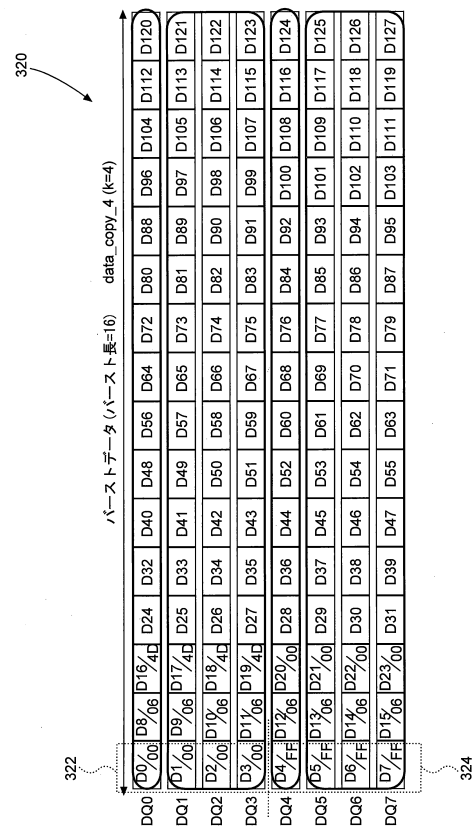 320
バーストデータ(バースト長=16) data_copy_4 (k=4)
322
DQ0 D0/00 D8/06 D16/4D D24 D32 D40 D48 D56 D64 D72 D80 D88 D96 D104 D112 D120
DQ1 D1/00 D9/06 D17/4D D25 D33 D41 D49 D57 D65 D73 D81 D89 D97 D105 D113 D121
DQ2 D2/00 D10/06 D18/4D D26 D34 D42 D50 D58 D66 D74 D82 D90 D98 D106 D114 D122
DQ3 D3/00 D11/06 D19/4D D27 D35 D43 D51 D59 D67 D75 D83 D91 D99 D107 D115 D123
DQ4 D4/FF D12/06 D20/00 D28 D36 D44 D52 D60 D68 D76 D84 D92 D100 D108 D116 D124
DQ5 D5/FF D13/06 D21/00 D29 D37 D45 D53 D61 D69 D77 D85 D93 D101 D109 D117 D125
DQ6 D6/FF D14/06 D22/00 D30 D38 D46 D54 D62 D70 D78 D86 D94 D102 D110 D118 D126
DQ7 D7/FF D15/06 D23/00 D31 D39 D47 D55 D63 D71 D79 D87 D95 D103 D111 D119 D127
324